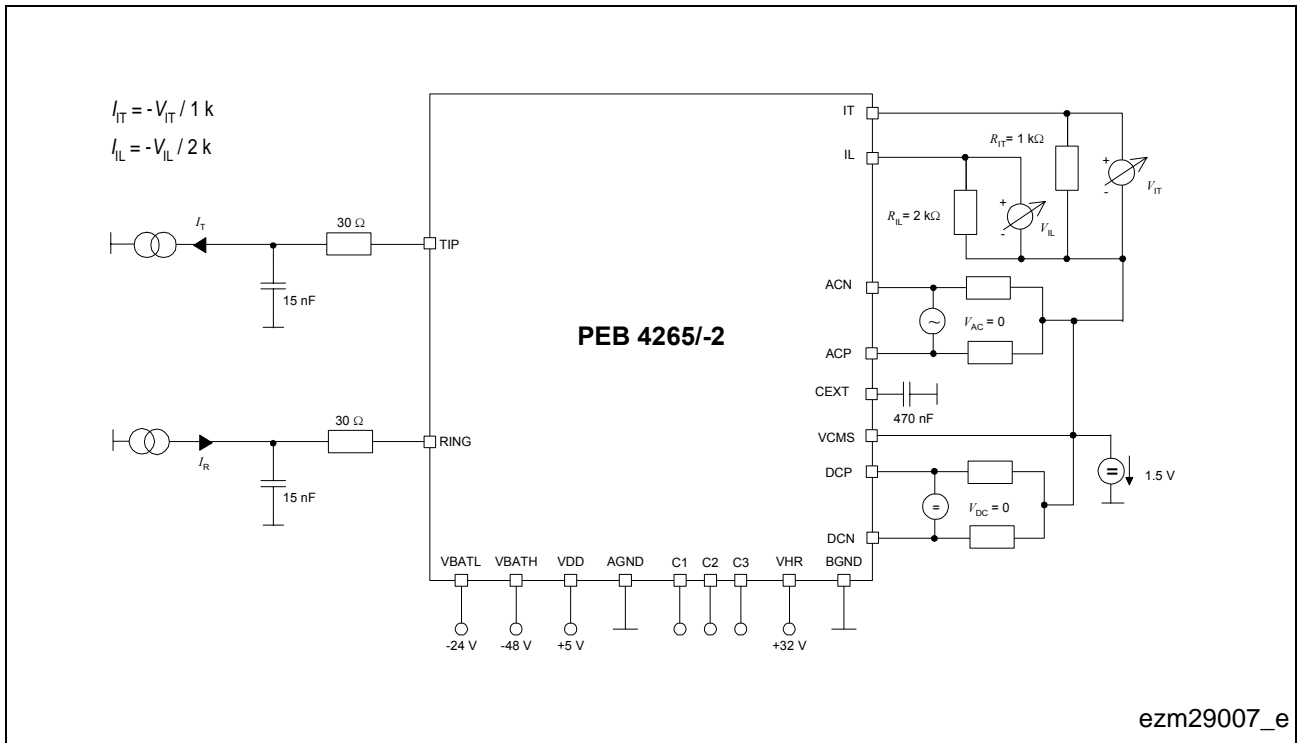 I_IT = -V_IT / 1 k
I_IL = -V_IL / 2 k
I_T
30 Ω
TIP
15 nF
I_R
30 Ω
RING
15 nF
PEB 4265/-2
IT
R_IT= 1 kΩ
+
-
V_IT
IL
R_IL= 2 kΩ
+
-
V_IL
ACN
~
V_AC = 0
ACP
CEXT
470 nF
VCMS
=
1.5 V
DCP
=
V_DC = 0
DCN
VBATL VBATH VDD AGND C1 C2 C3 VHR BGND
-24 V -48 V +5 V +32 V
ezm29007_e